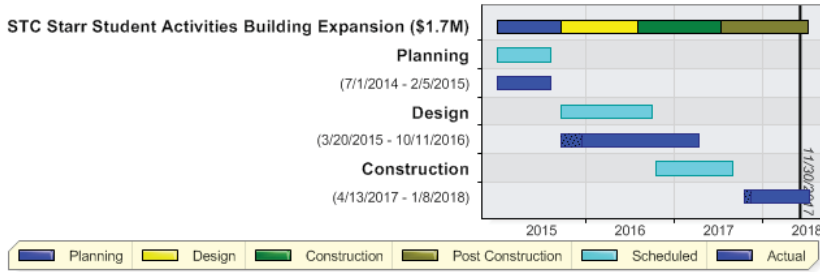 STC Starr Student Activities Building Expansion ($1.7M)
Planning
(7/1/2014 - 2/5/2015)
Design
(3/20/2015 - 10/11/2016)
Construction
(4/13/2017 - 1/8/2018)
11/30/2017
2015 2016 2017 2018
Planning Design Construction Post Construction Scheduled Actual